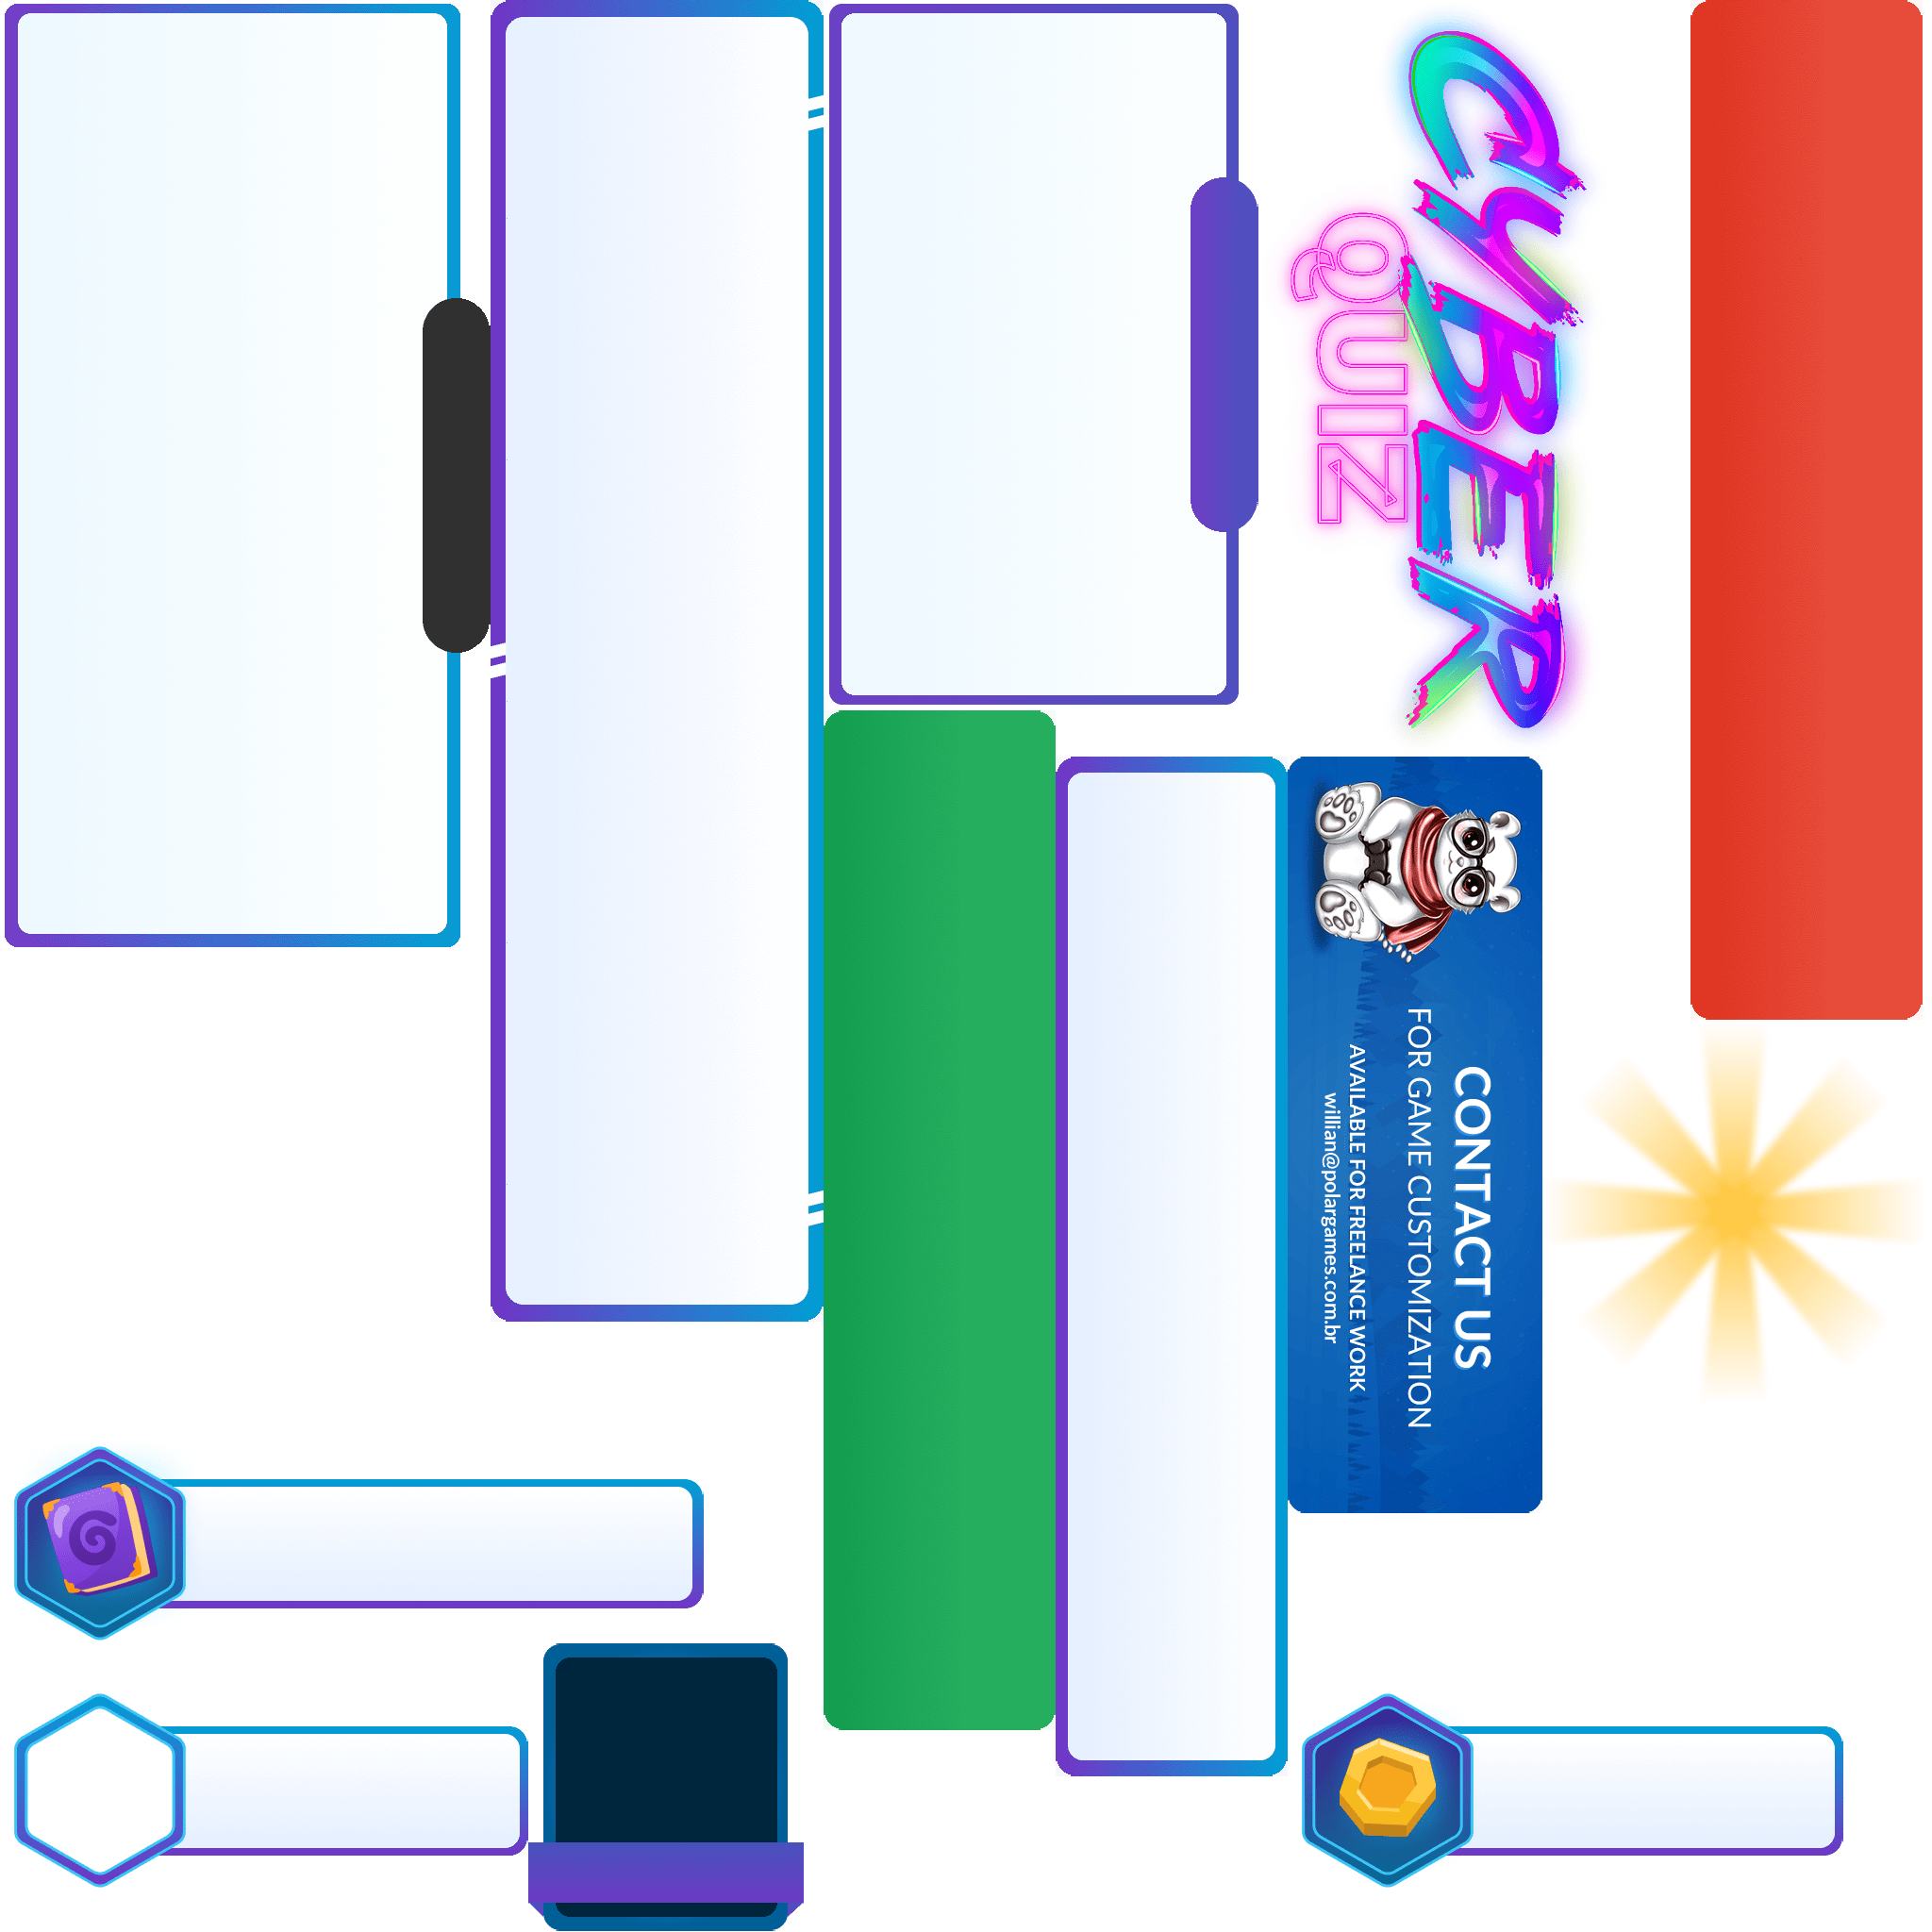 CYBER
QUIZ
CONTACT US
FOR GAME CUSTOMIZATION
AVAILABLE FOR FREELANCE WORK
willian@polargames.com.br